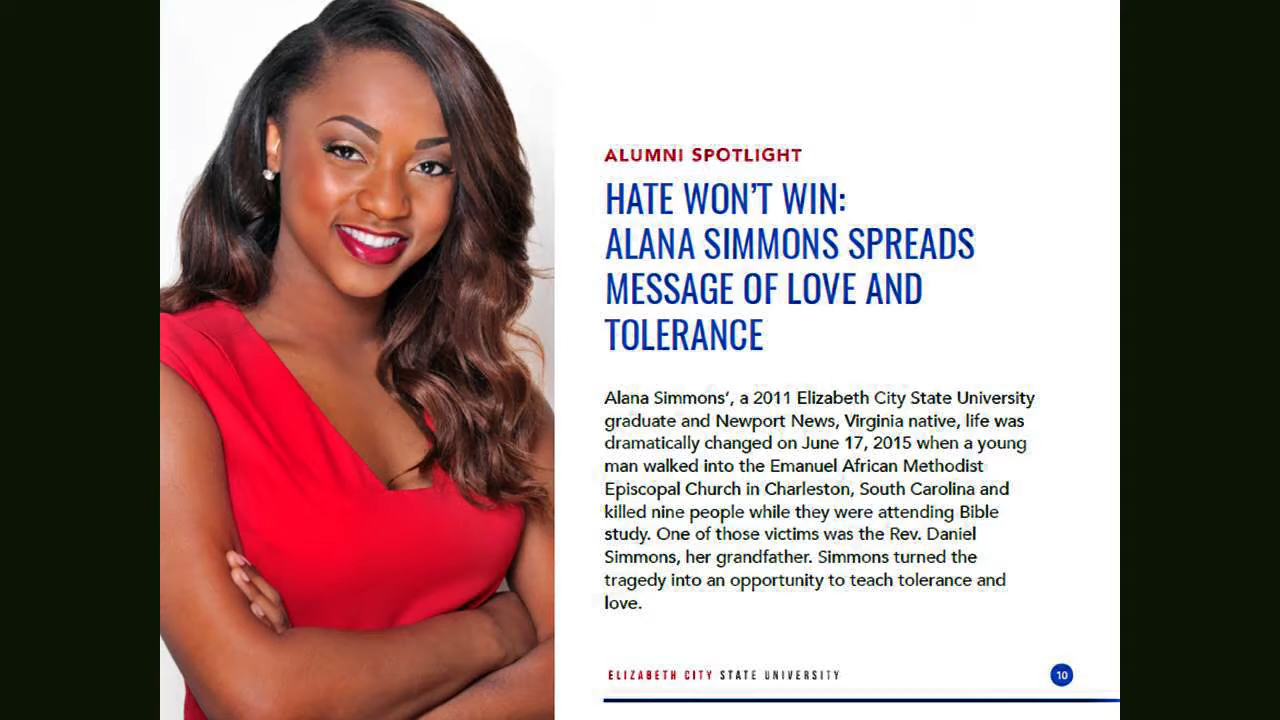 ALUMNI SPOTLIGHT
HATE WON'T WIN:
ALANA SIMMONS SPREADS
MESSAGE OF LOVE AND
TOLERANCE
Alana Simmons', a 2011 Elizabeth City State University
graduate and Newport News, Virginia native, life was
dramatically changed on June 17, 2015 when a young
man walked into the Emanuel African Methodist
Episcopal Church in Charleston, South Carolina and
killed nine people while they were attending Bible
study. One of those victims was the Rev. Daniel
Simmons, her grandfather. Simmons turned the
tragedy into an opportunity to teach tolerance and
love.
ELIZABETH CITY STATE UNIVERSITY
10